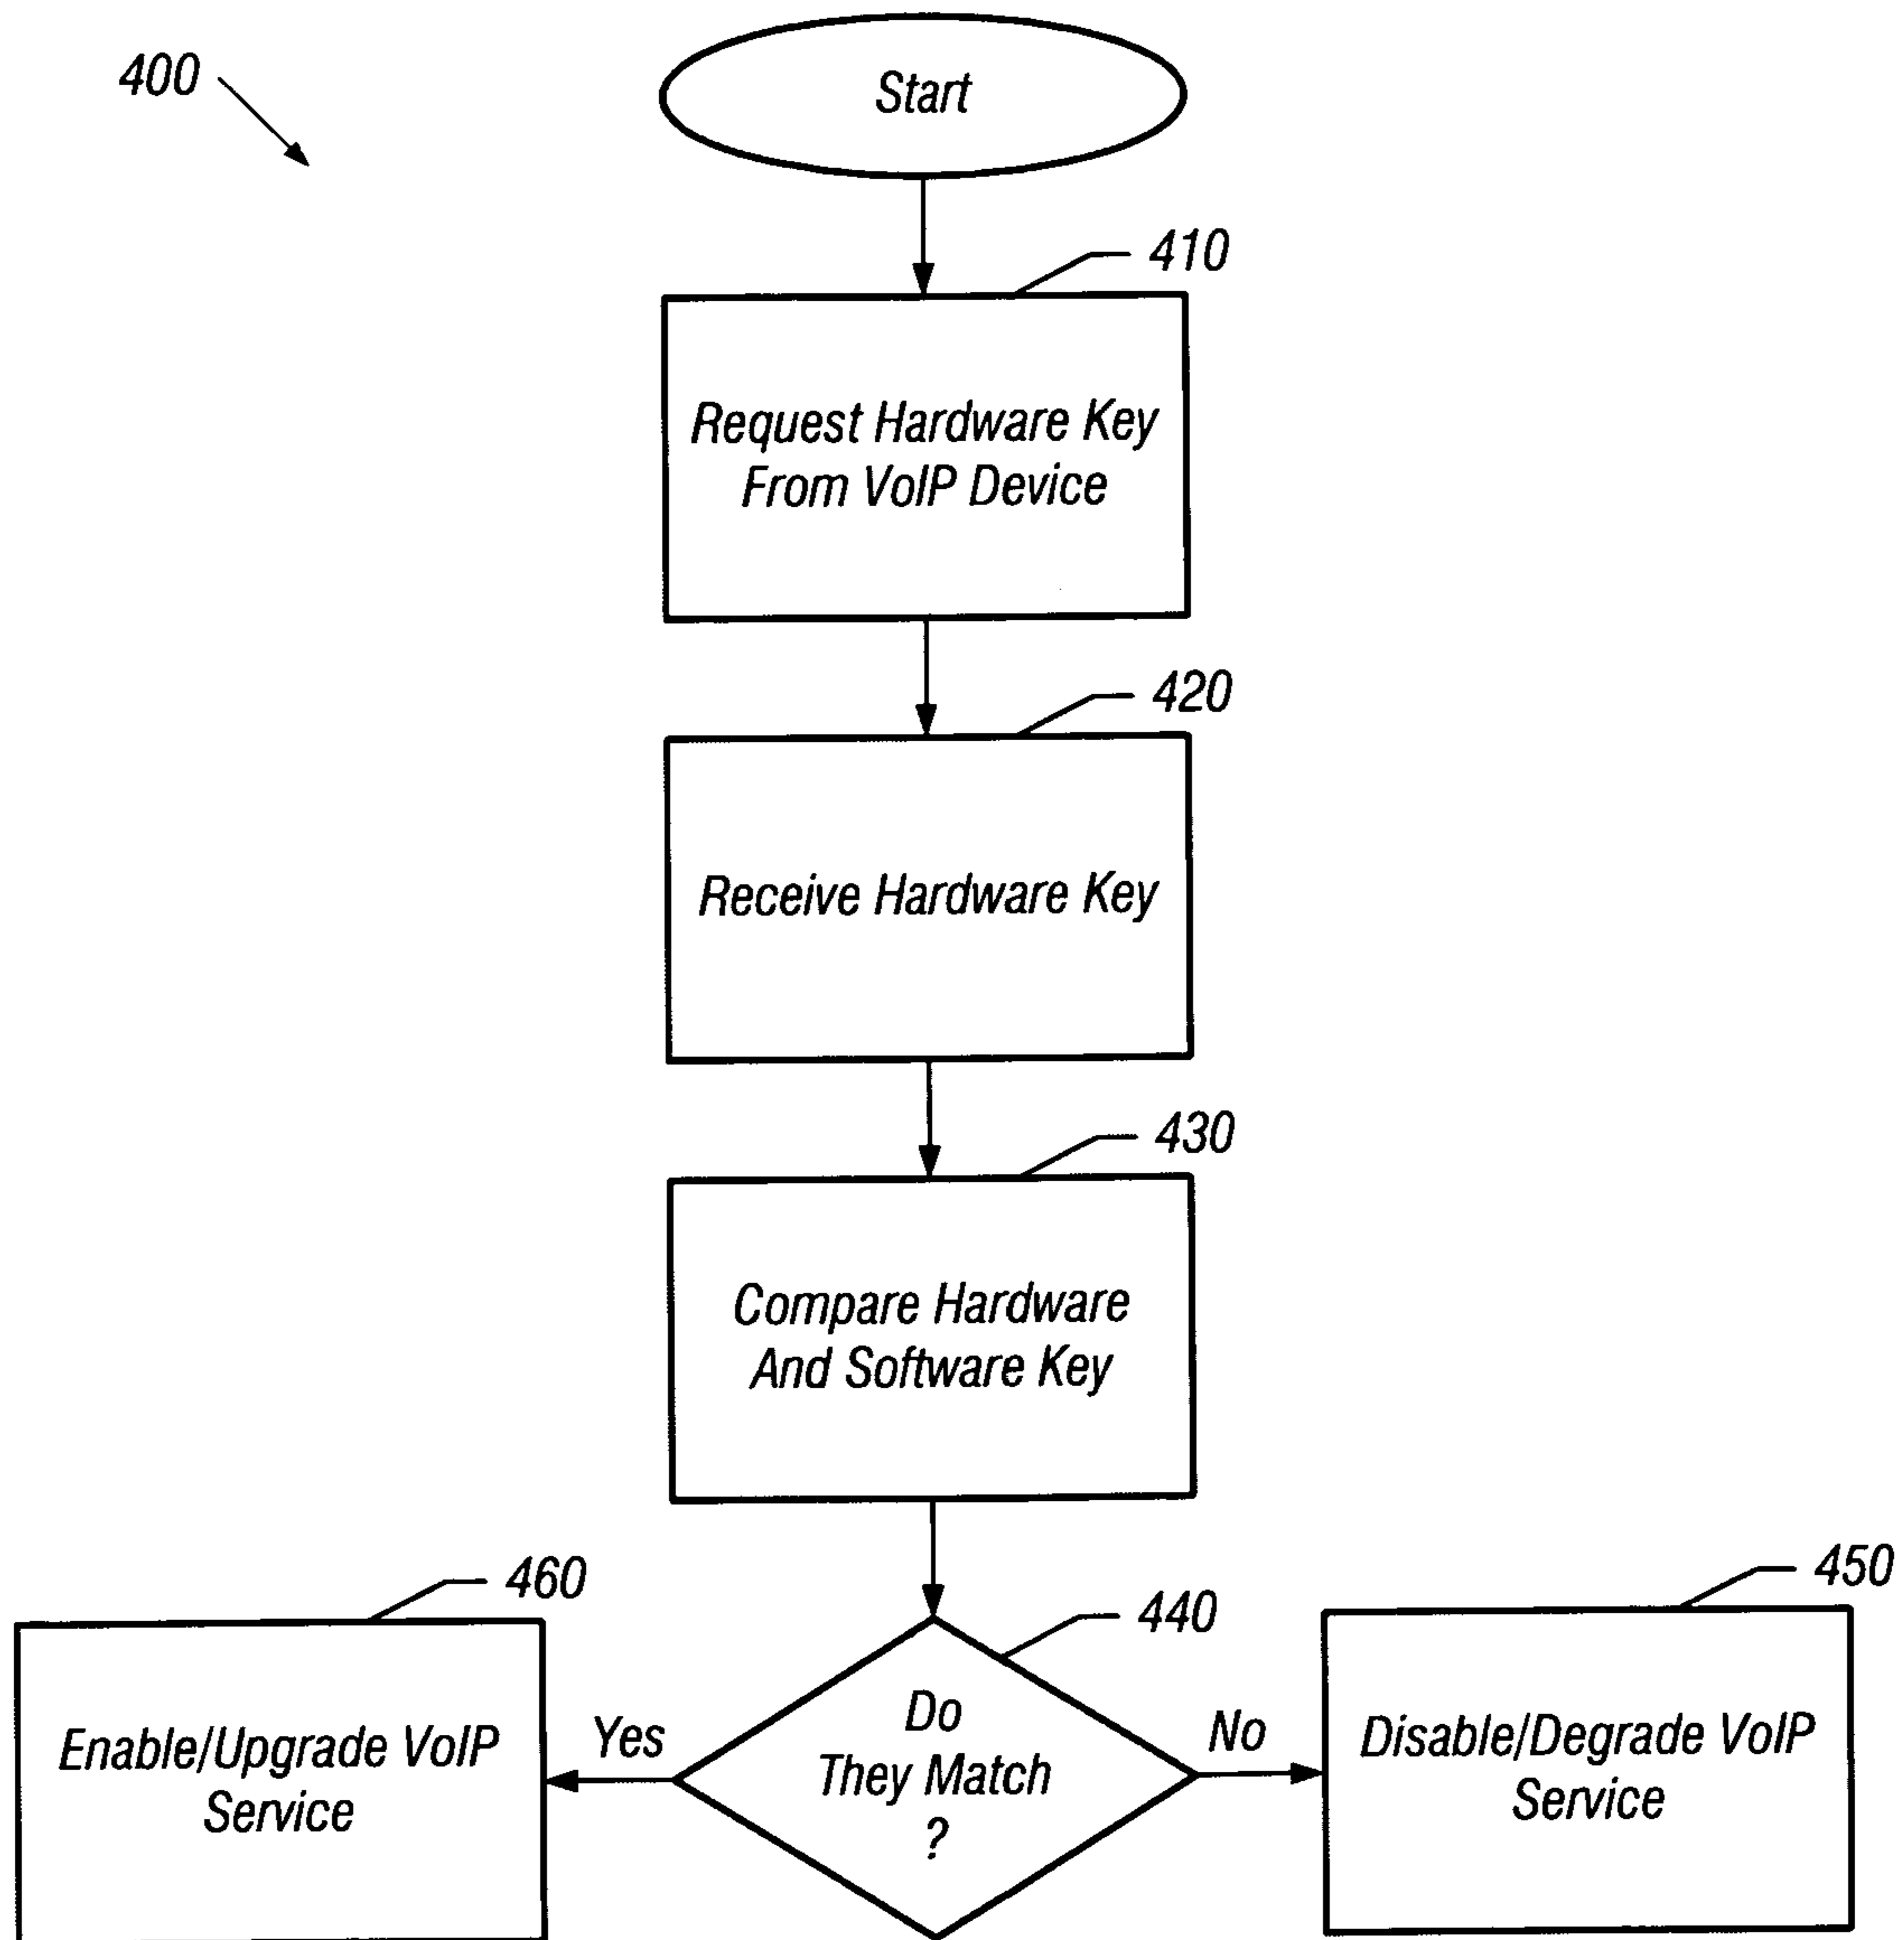 400
Start
410
Request Hardware Key
From VoIP Device
420
Receive Hardware Key
430
Compare Hardware
And Software Key
460
440
450
Enable/Upgrade VoIP
Service
Yes
Do
They Match
?
No
Disable/Degrade VoIP
Service